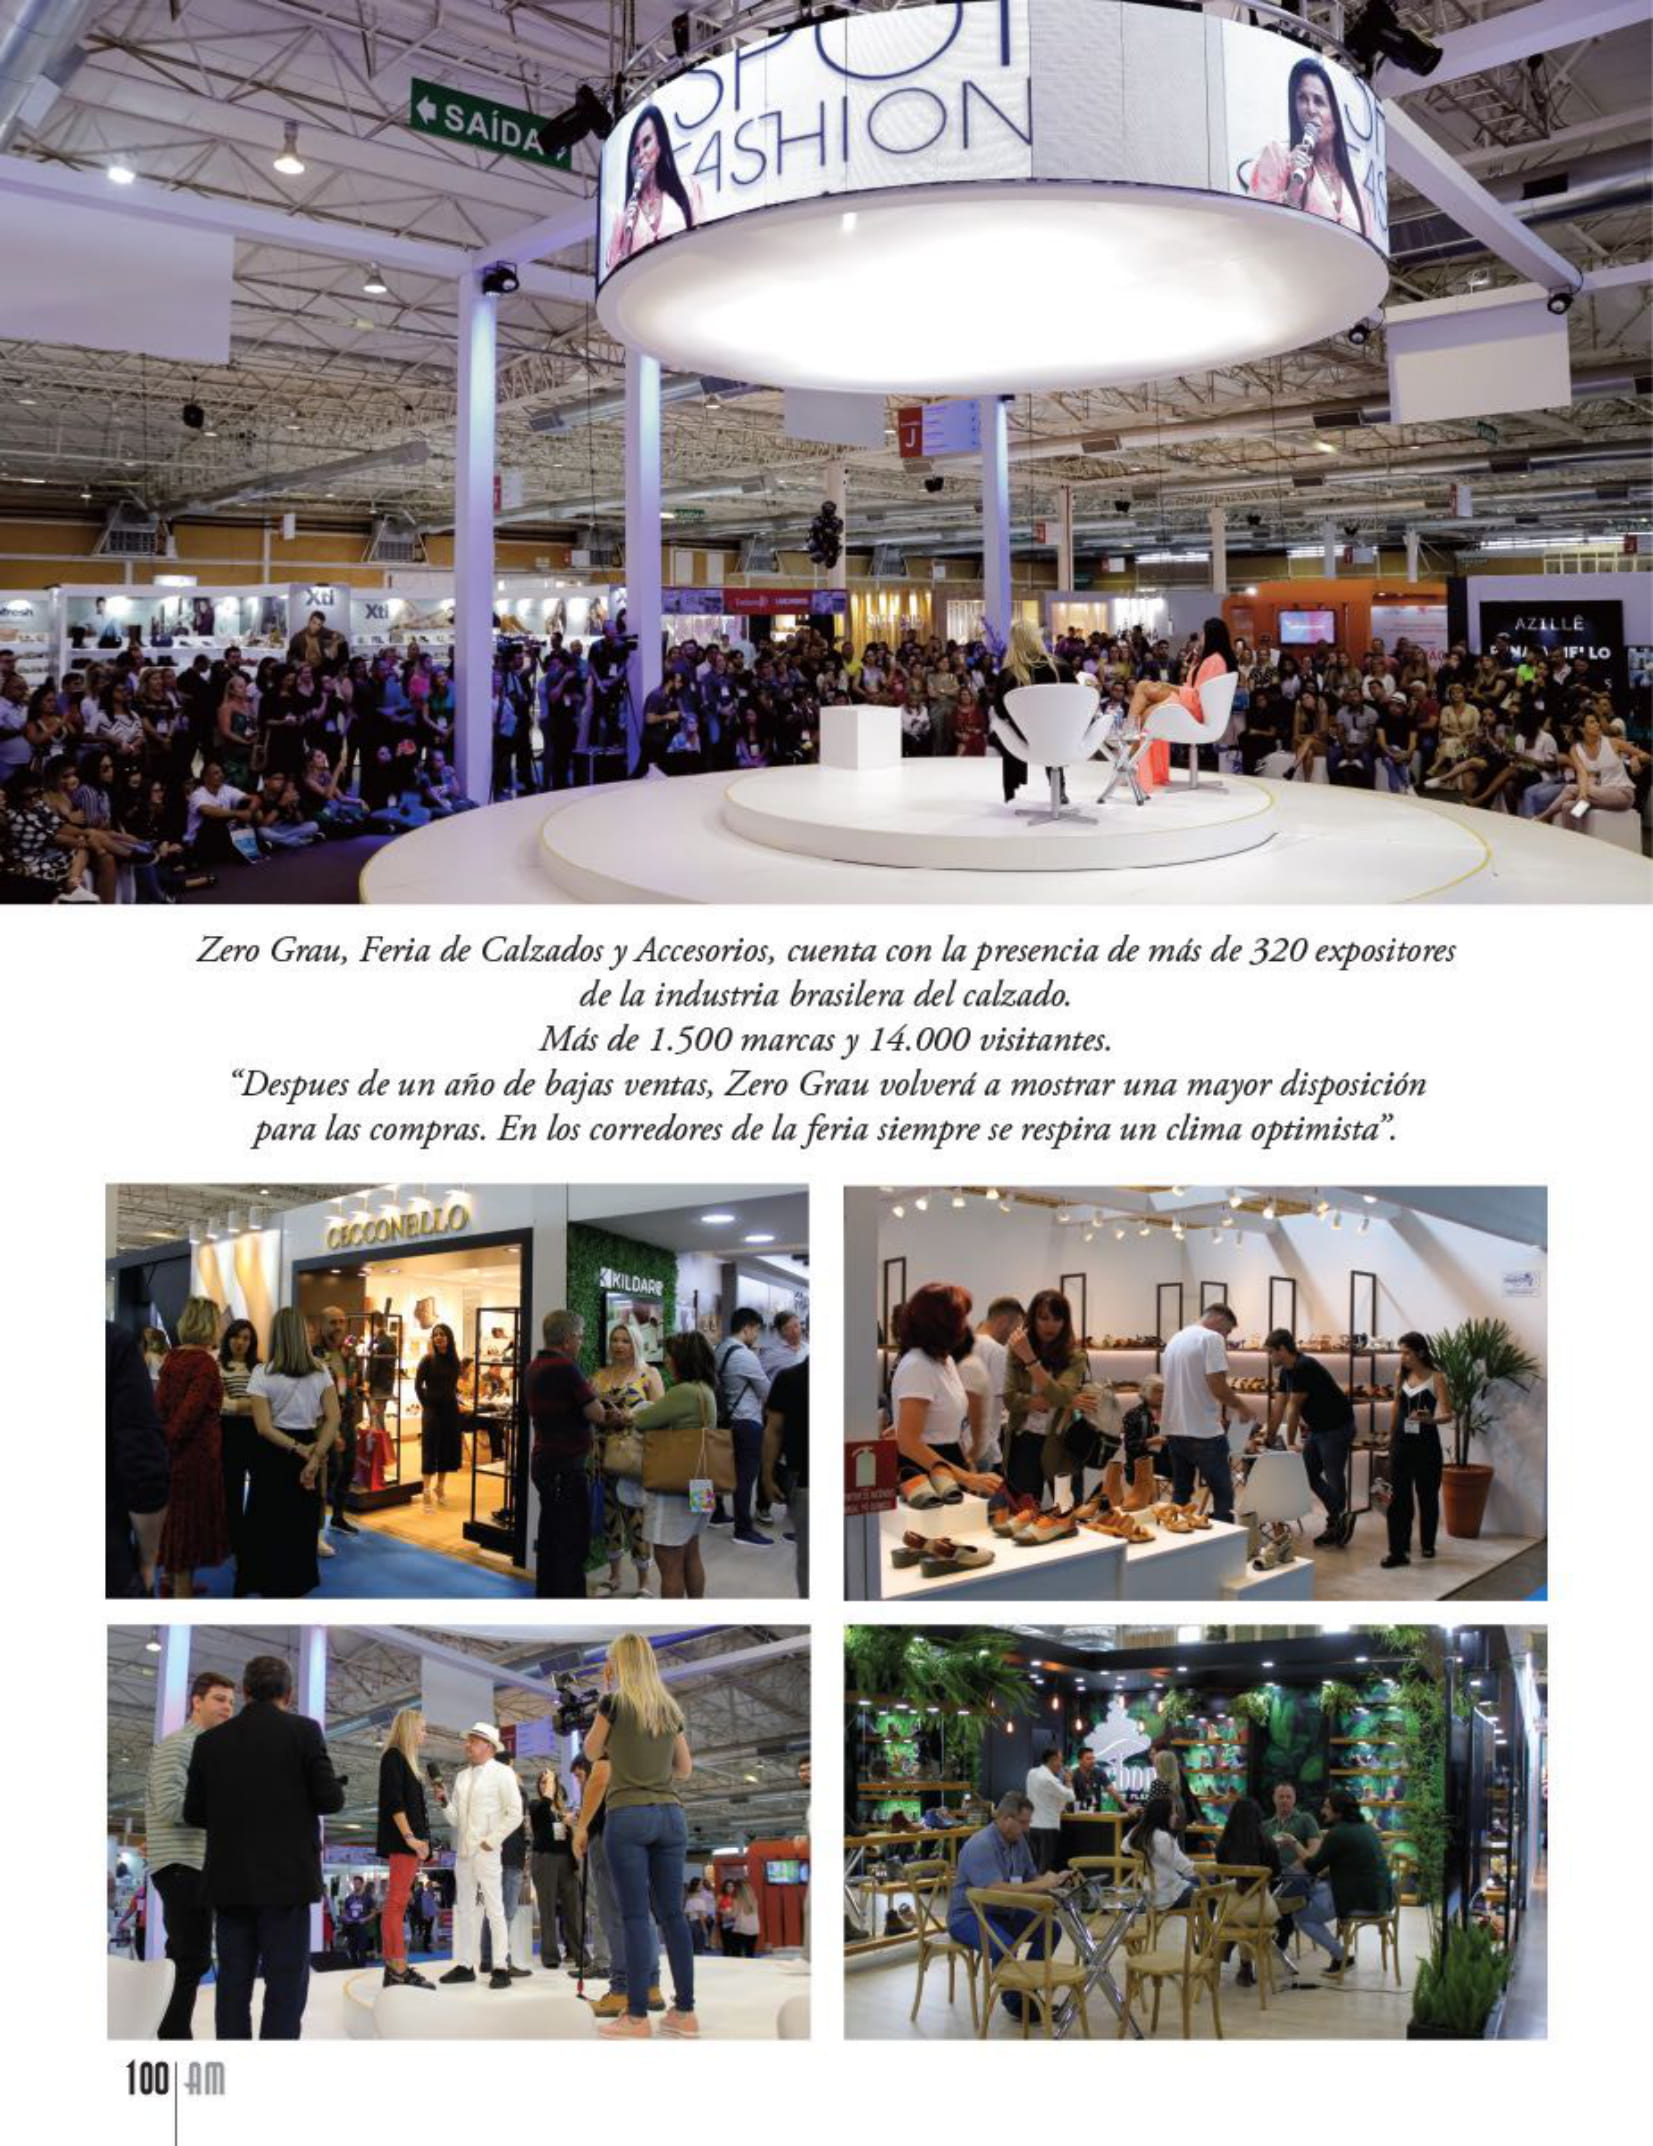 SPOT
FASHION
SAÍDA
J
Xti
Xti
AZILLÊ
Zero Grau, Feria de Calzados y Accesorios, cuenta con la presencia de más de 320 expositores
de la industria brasilera del calzado.
Más de 1.500 marcas y 14.000 visitantes.
“Despues de un año de bajas ventas, Zero Grau volverá a mostrar una mayor disposición
para las compras. En los corredores de la feria siempre se respira un clima optimista”.
CECCONELLO
KILDARE
100 AM